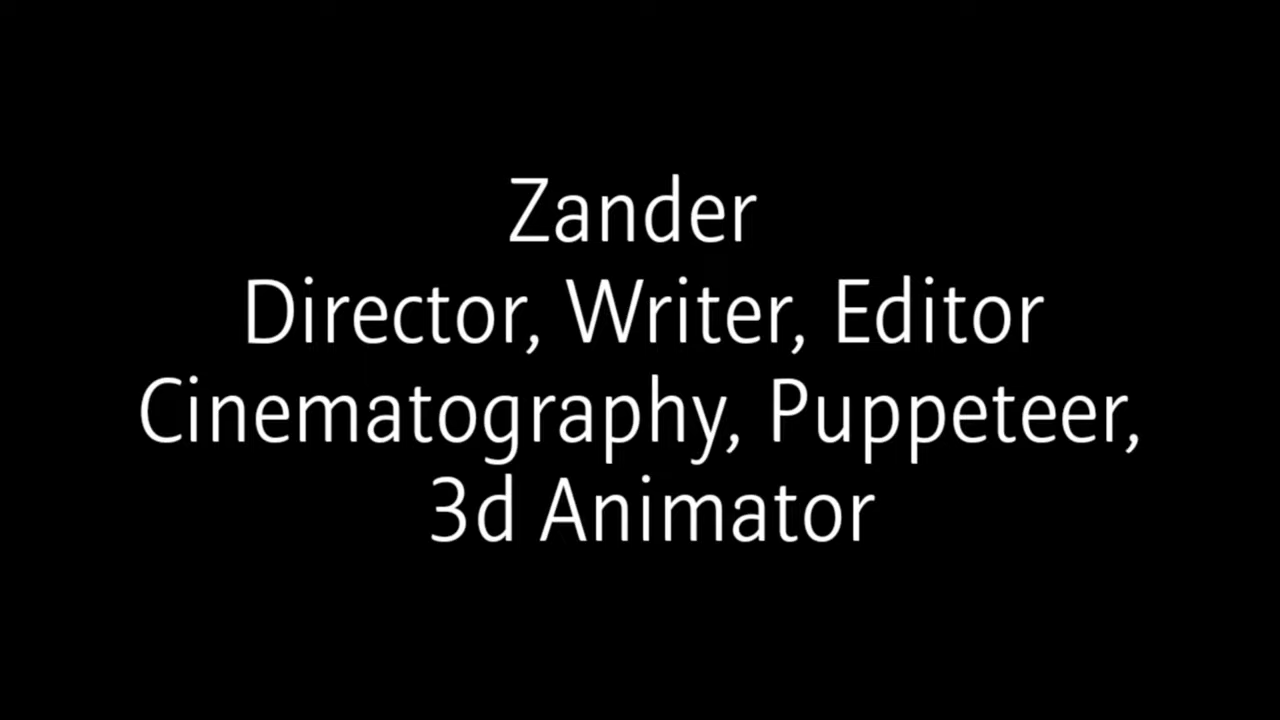 Zander
Director, Writer, Editor
Cinematography, Puppeteer,
3d Animator